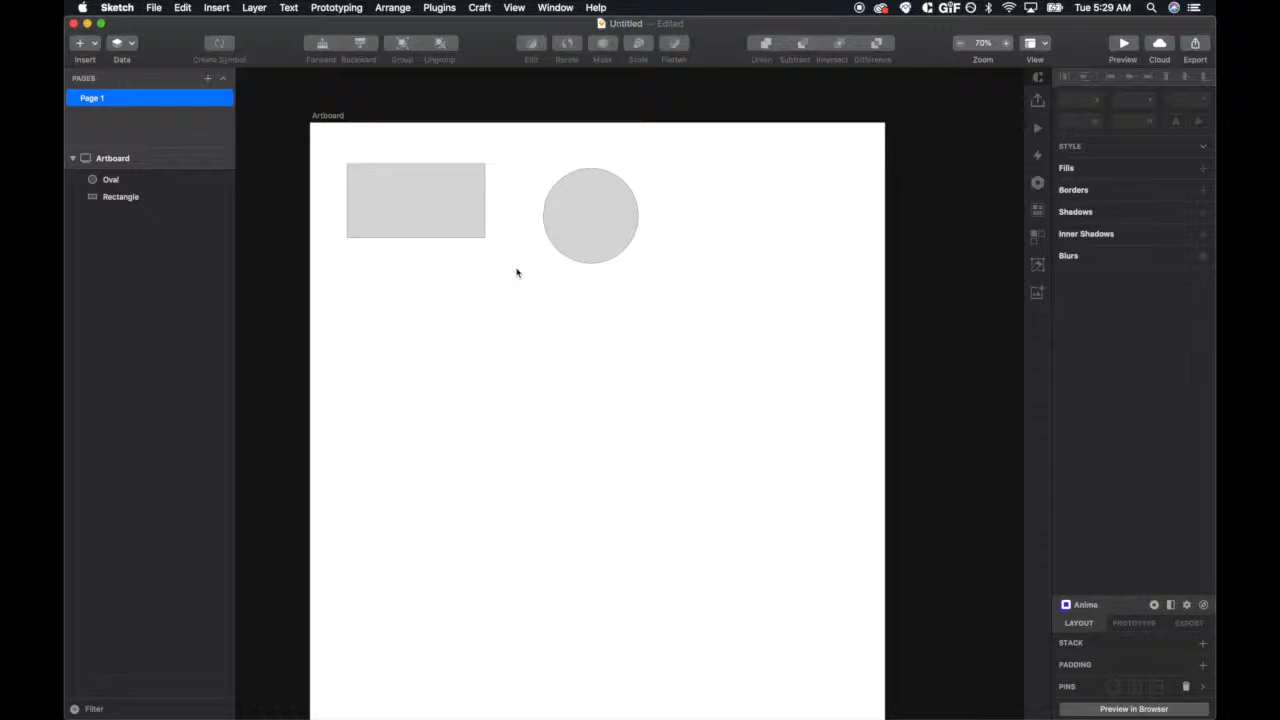 Sketch File Edit Insert Layer Text Prototyping Arrange Plugins Craft View Window Help GIF Tue 5:29 AM
Untitled — Edited
70%
Insert Data Create Symbol Forward Backward Group Ungroup Edit Rotate Mask Scale Flatten Union Subtract Intersect Difference Zoom View Preview Cloud Export
PAGES
Page 1
Artboard
Oval
Rectangle
Filter
Artboard
STYLE
Fills
Borders
Shadows
Inner Shadows
Blurs
Anima
LAYOUT PROTOTYPE EXPORT
STACK
PADDING
PINS
Preview in Browser